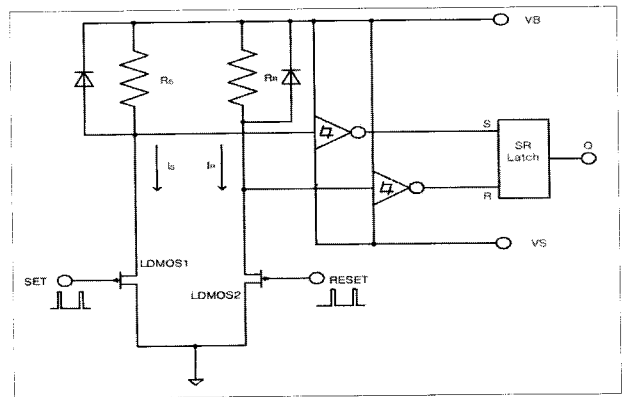 VB
Rs
RR
S
SR
Latch
Q
Is
IR
R
VS
LDMOS1
SET
LDMOS2
RESET